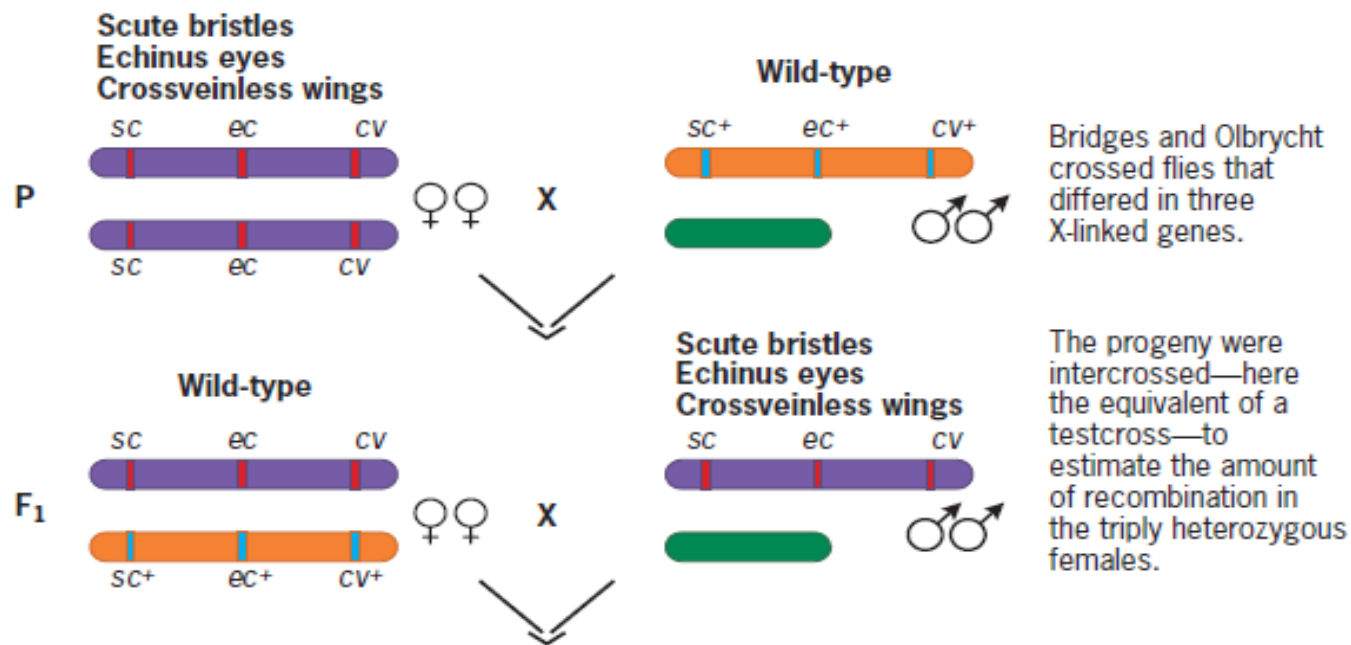 Scute bristles
Echinus eyes
Crossveinless wings
sc ec cv
P
sc ec cv
X
Wild-type
sc+ ec+ cv+
Bridges and Olbrycht
crossed flies that
differed in three
X-linked genes.
Wild-type
sc ec cv
F1
sc+ ec+ cv+
X
Scute bristles
Echinus eyes
Crossveinless wings
sc ec cv
The progeny were
intercrossed—here
the equivalent of a
testcross—to
estimate the amount
of recombination in
the triply heterozygous
females.